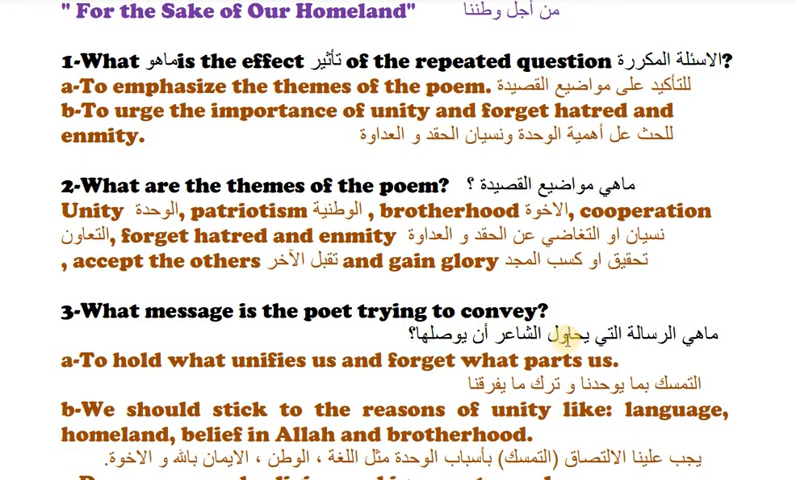 " For the Sake of Our Homeland" من أجل وطننا
1-What ماهو is the effect تأثير of the repeated question الاسئلة المكررة?
a-To emphasize the themes of the poem. للتأكيد على مواضيع القصيدة
b-To urge the importance of unity and forget hatred and
enmity. للحث عل أهمية الوحدة ونسيان الحقد و العداوة
2-What are the themes of the poem? ماهي مواضيع القصيدة ؟
Unity الوحدة, patriotism الوطنية , brotherhood الاخوة, cooperation
التعاون, forget hatred and enmity نسيان او التغاضي عن الحقد و العداوة
, accept the others تقبل الآخر and gain glory تحقيق او كسب المجد
3-What message is the poet trying to convey?
ماهي الرسالة التي يحاول الشاعر أن يوصلها؟
a-To hold what unifies us and forget what parts us.
التمسك بما يوحدنا و ترك ما يفرقنا
b-We should stick to the reasons of unity like: language,
homeland, belief in Allah and brotherhood.
يجب علينا الالتصاق (التمسك) بأسباب الوحدة مثل اللغة ، الوطن ، الايمان بالله و الاخوة.